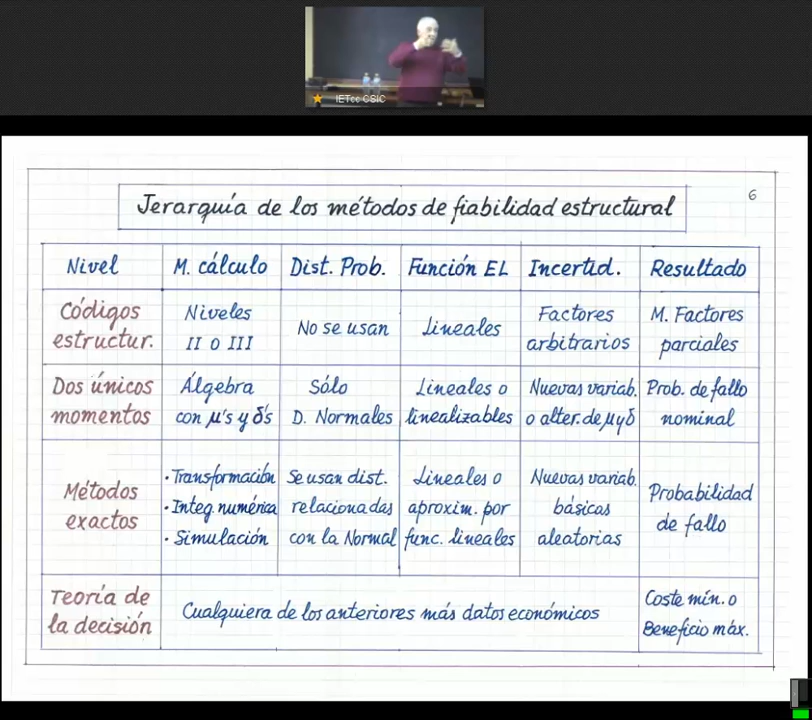 IETcc CSIC
Jerarquía de los métodos de fiabilidad estructural
6
Nivel M. cálculo Dist. Prob. Función EL Incertid. Resultado
Códigos estructur.
Niveles II o III
No se usan
Lineales
Factores arbitrarios
M. Factores parciales
Dos únicos momentos
Álgebra con μ's y δ's
Sólo D. Normales
Lineales o linealizables
Nuevas variab. o alter. de μ y δ
Prob. de fallo nominal
Métodos exactos
· Transformación
· Integ. numérica
· Simulación
Se usan dist. relacionadas con la Normal
Lineales o aproxim. por func. lineales
Nuevas variab. básicas aleatorias
Probabilidad de fallo
Teoría de la decisión
Cualquiera de los anteriores más datos económicos
Coste mín. o Beneficio máx.